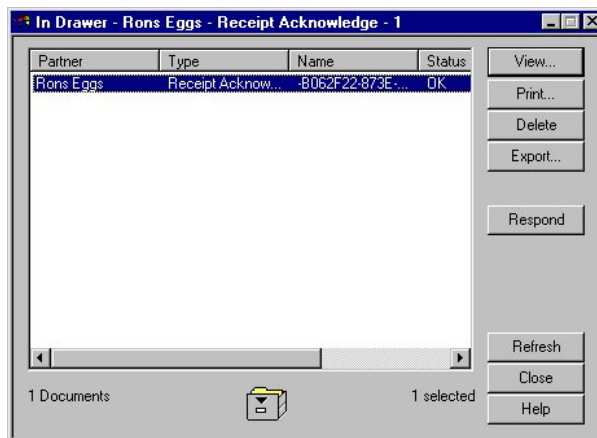 In Drawer - Rons Eggs - Receipt Acknowledge - 1
Partner Type Name Status
Rons Eggs Receipt Acknow... -B062F22-873E-... OK
View...
Print...
Delete
Export...
Respond
Refresh
Close
Help
1 Documents 1 selected